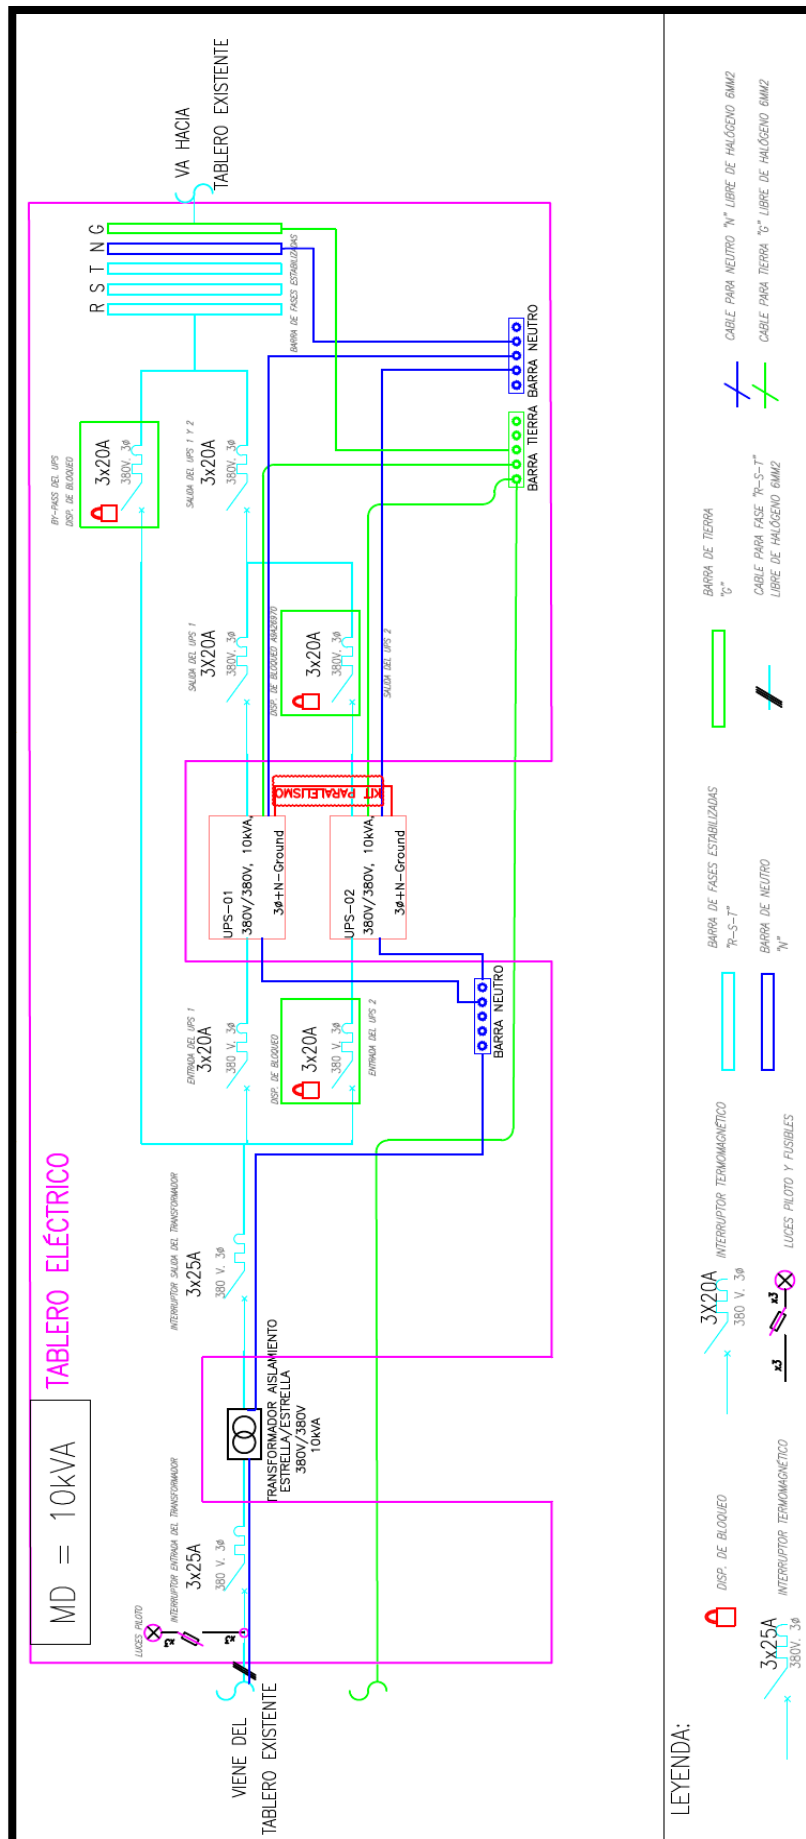 MD = 10kVA
TABLERO ELÉCTRICO
VIENE DEL
TABLERO EXISTENTE
LUCES PILOTO
x3
x3
INTERRUPTOR ENTRADA DEL TRANSFORMADOR
3x25A
380 V. 3ø
TRANSFORMADOR AISLAMIENTO
ESTRELLA/ESTRELLA
380V/380V
10kVA
INTERRUPTOR SALIDA DEL TRANSFORMADOR
3x25A
380 V. 3ø
ENTRADA DEL UPS 1
3x20A
380 V. 3ø
DISP. DE BLOQUEO
3x20A
380 V. 3ø
ENTRADA DEL UPS 2
BARRA NEUTRO
UPS-01
380V/380V, 10kVA,
3ø+N-Ground
UPS-02
380V/380V, 10kVA,
3ø+N-Ground
KIT PARALELISMO
SALIDA DEL UPS 1
3X20A
380V. 3ø
DISP. DE BLOQUEO A9A26970
3x20A
380V. 3ø
SALIDA DEL UPS 2
BY-PASS DEL UPS
DISP. DE BLOQUEO
3x20A
380V. 3ø
SALIDA DEL UPS 1 Y 2
3x20A
380V. 3ø
BARRA TIERRA
BARRA NEUTRO
R S T N G
BARRA DE FASES ESTABILIZADAS
VA HACIA
TABLERO EXISTENTE
LEYENDA:
DISP. DE BLOQUEO
3x25A
380V. 3ø
INTERRUPTOR TERMOMAGNÉTICO
3X20A
380 V. 3ø
INTERRUPTOR TERMOMAGNÉTICO
x3
x3
LUCES PILOTO Y FUSIBLES
BARRA DE FASES ESTABILIZADAS
"R-S-T"
BARRA DE NEUTRO
"N"
BARRA DE TIERRA
"G"
CABLE PARA FASE "R-S-T"
LIBRE DE HALÓGENO 6MM2
CABLE PARA NEUTRO "N" LIBRE DE HALÓGENO 6MM2
CABLE PARA TIERRA "G" LIBRE DE HALÓGENO 6MM2